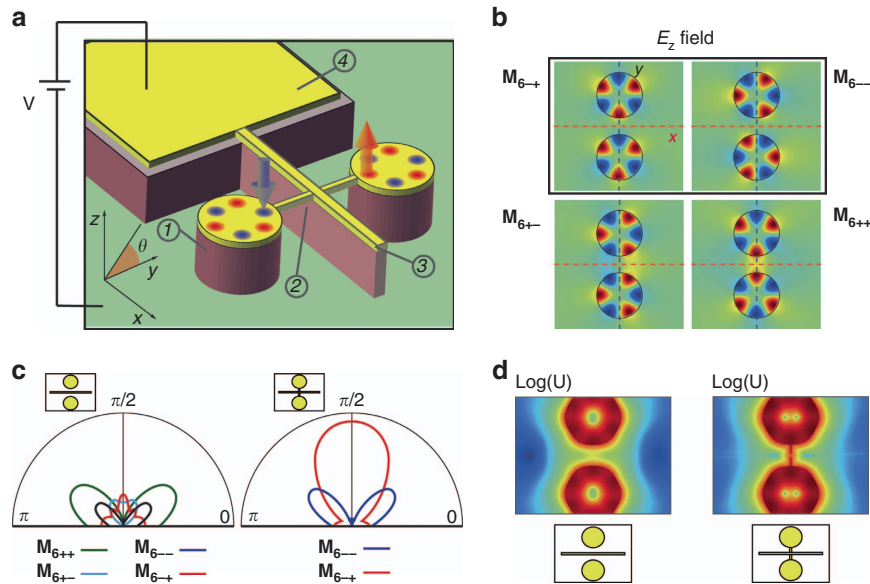 a
V
4
1
2
3
z
θ
y
x
b
E_z field
M_6−+
M_6−−
y
x
M_6+−
M_6++
c
π/2
π/2
π
0
π
0
M_6++
M_6−−
M_6−−
M_6+−
M_6−+
M_6−+
d
Log(U)
Log(U)